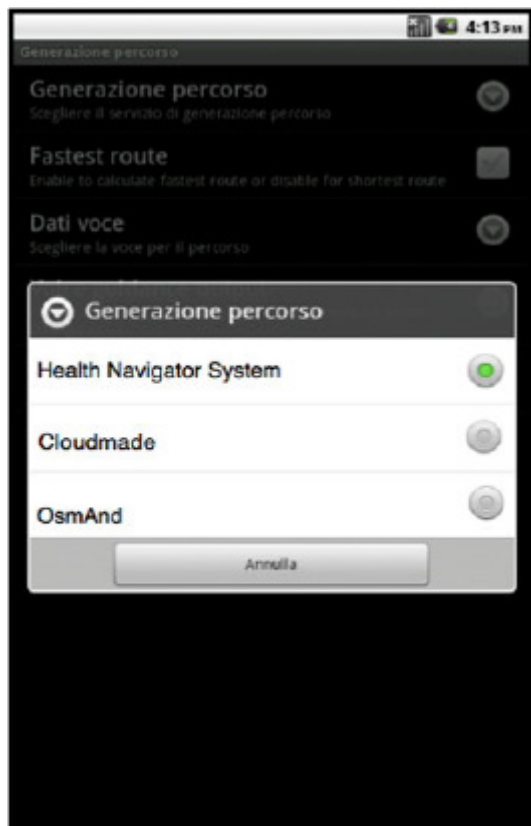 4:13 PM
Generazione percorso
Generazione percorso
Scegliere il servizio di generazione percorso
Fastest route
Enable to calculate fastest route or disable for shortest route
Dati voce
Scegliere la voce per il percorso
Generazione percorso
Health Navigator System
Cloudmade
OsmAnd
Annulla